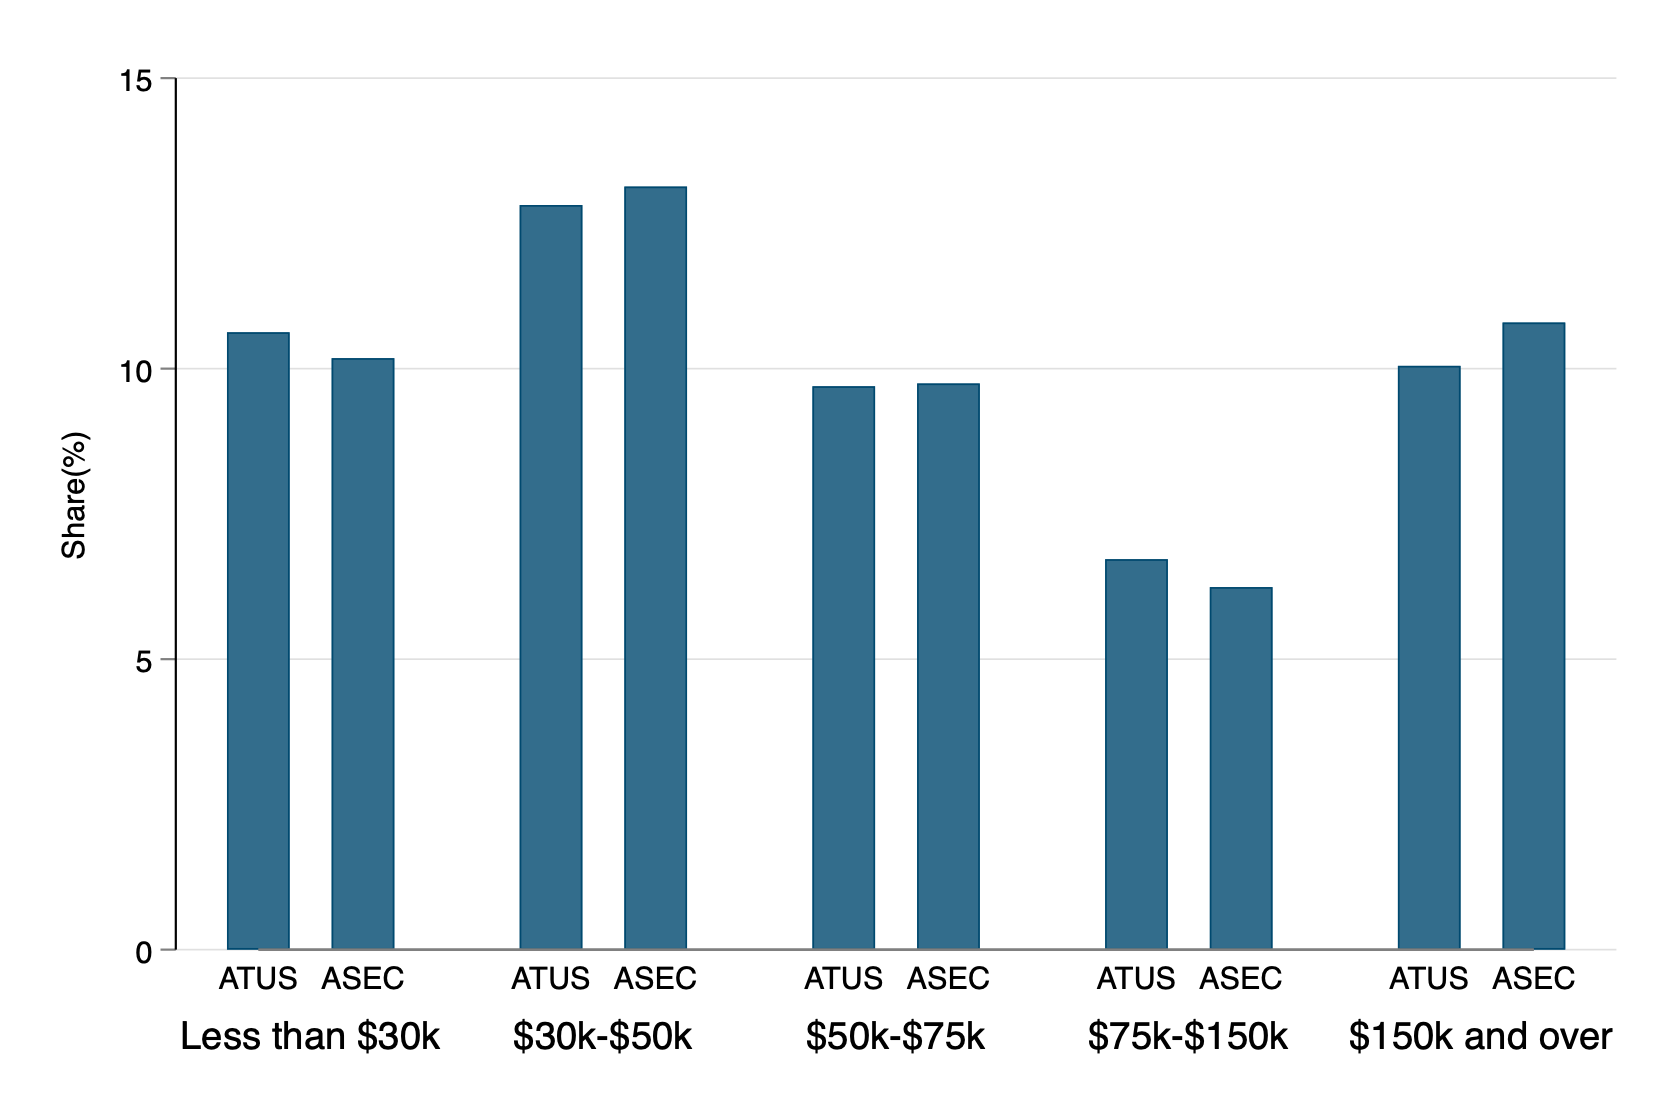 15
10
5
0
Share(%)
ATUS ASEC ATUS ASEC ATUS ASEC ATUS ASEC ATUS ASEC
Less than $30k $30k-$50k $50k-$75k $75k-$150k $150k and over